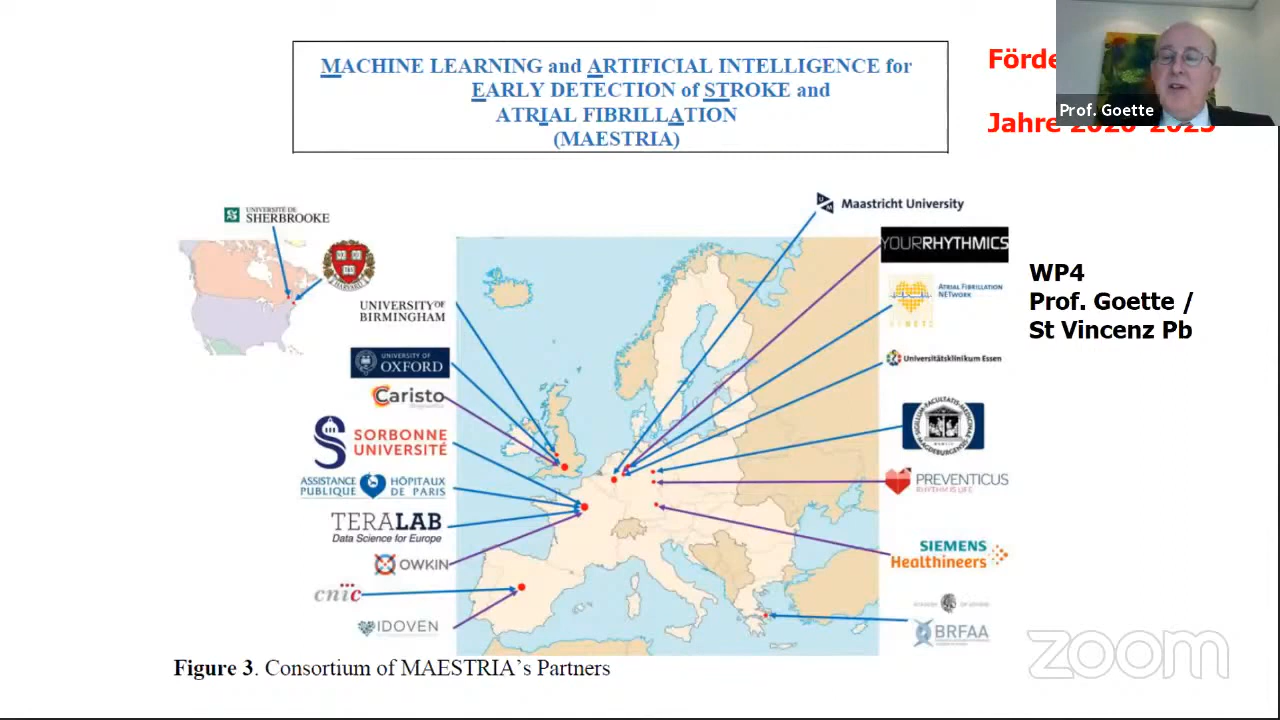 MACHINE LEARNING and ARTIFICIAL INTELLIGENCE for
EARLY DETECTION of STROKE and
ATRIAL FIBRILLATION
(MAESTRIA)
Prof. Goette
Jahre 2020-2025
UNIVERSITÉ DE
SHERBROOKE
HARVARD
UNIVERSITY OF
BIRMINGHAM
UNIVERSITY OF
OXFORD
Caristo
SORBONNE
UNIVERSITÉ
ASSISTANCE
PUBLIQUE
HÔPITAUX
DE PARIS
TERALAB
Data Science for Europe
OWKIN
cnic
IDOVEN
Maastricht University
YOURRHYTHMICS
ATRIAL FIBRILLATION
NETWORK
Universitätsklinikum Essen
PREVENTICUS
RHYTHM IS LIFE
SIEMENS
Healthineers
BRFAA
WP4
Prof. Goette /
St Vincenz Pb
Figure 3. Consortium of MAESTRIA`s Partners
zoom